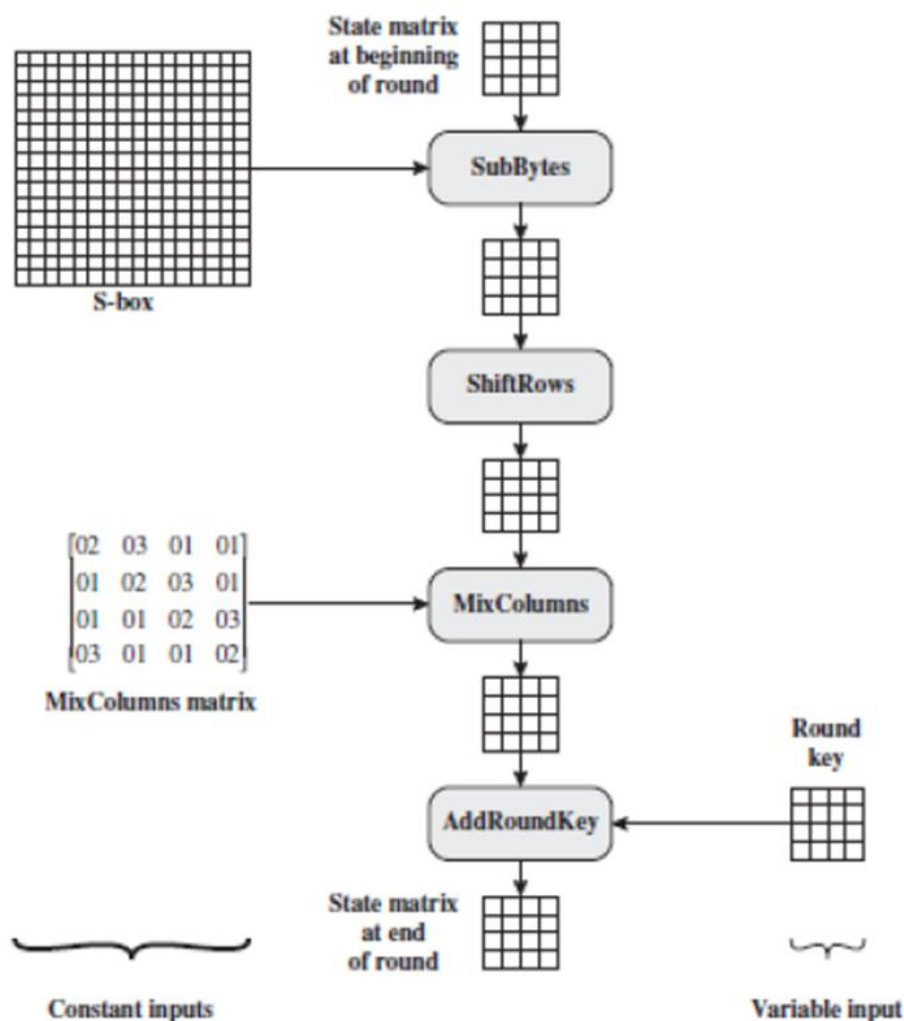 State matrix
at beginning
of round
SubBytes
S-box
ShiftRows
02 03 01 01
01 02 03 01
01 01 02 03
03 01 01 02
MixColumns
MixColumns matrix
Round
key
AddRoundKey
State matrix
at end
of round
Constant inputs
Variable input